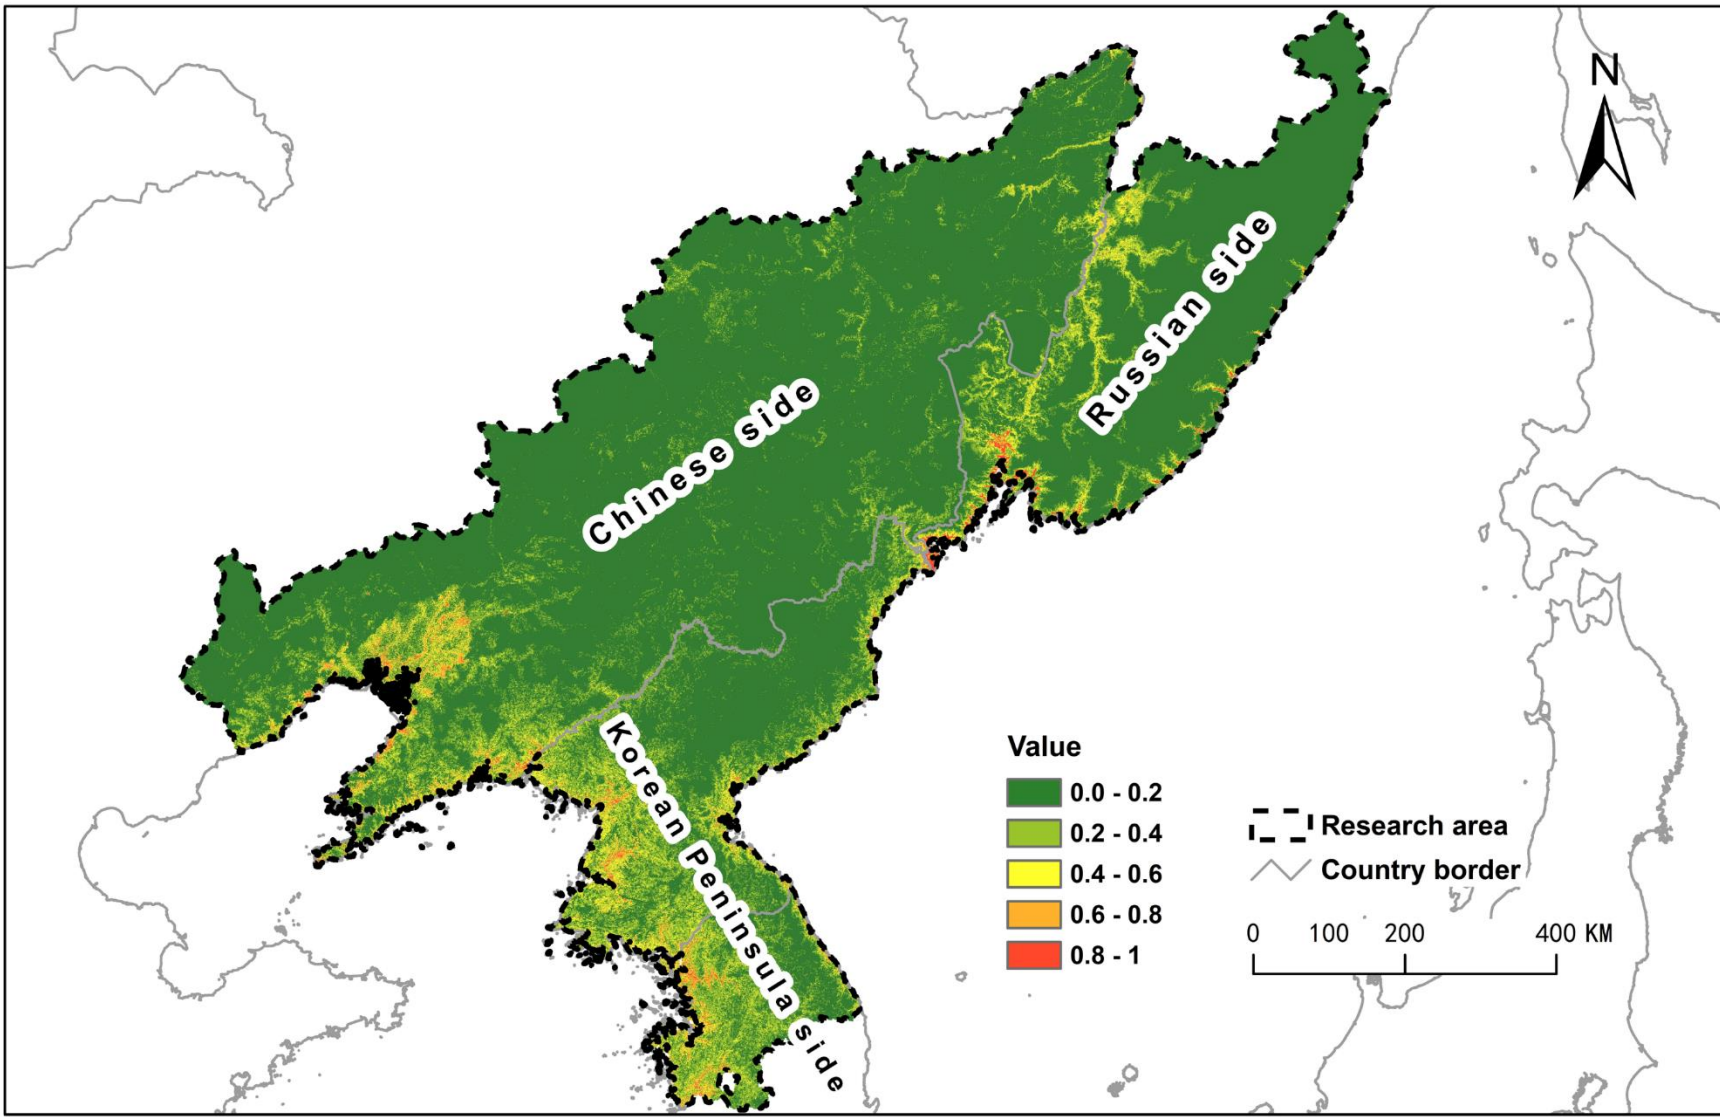 N
Russian side
Chinese side
Korean Peninsula side
Value
0.0 - 0.2
0.2 - 0.4
0.4 - 0.6
0.6 - 0.8
0.8 - 1
Research area
Country border
0 100 200 400 KM